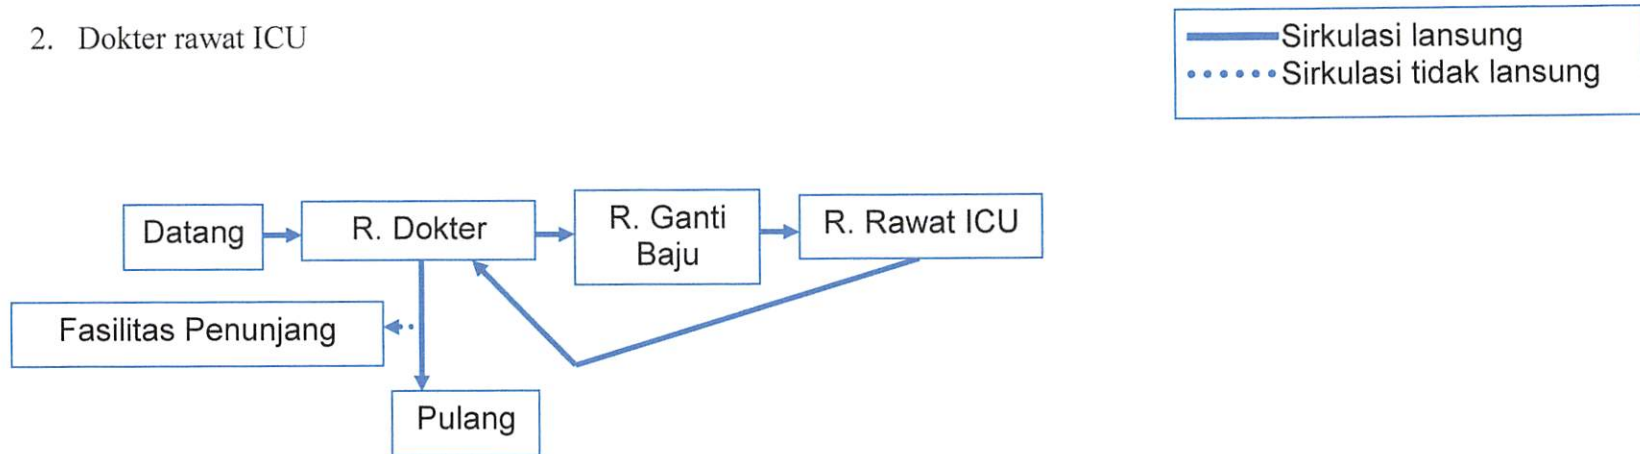 2. Dokter rawat ICU
Sirkulasi lansung
Sirkulasi tidak lansung
Datang
R. Dokter
R. Ganti
Baju
R. Rawat ICU
Fasilitas Penunjang
Pulang